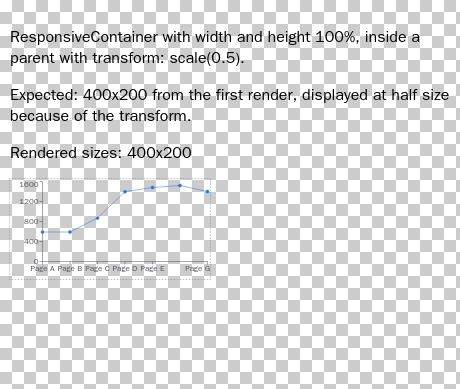 ResponsiveContainer with width and height 100%, inside a
parent with transform: scale(0.5).
Expected: 400x200 from the first render, displayed at half size
because of the transform.
Rendered sizes: 400x200
1600
1200
800
400
0
Page A Page B Page C Page D Page E Page G